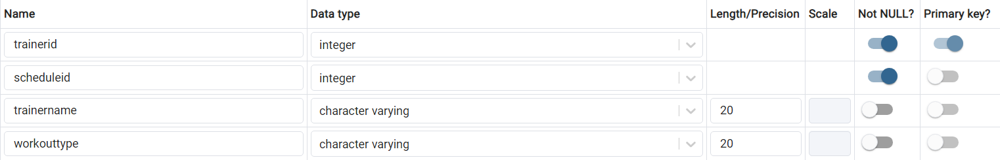 Name Data type Length/Precision Scale Not NULL? Primary key?
trainerid integer
scheduleid integer
trainername character varying 20
workouttype character varying 20